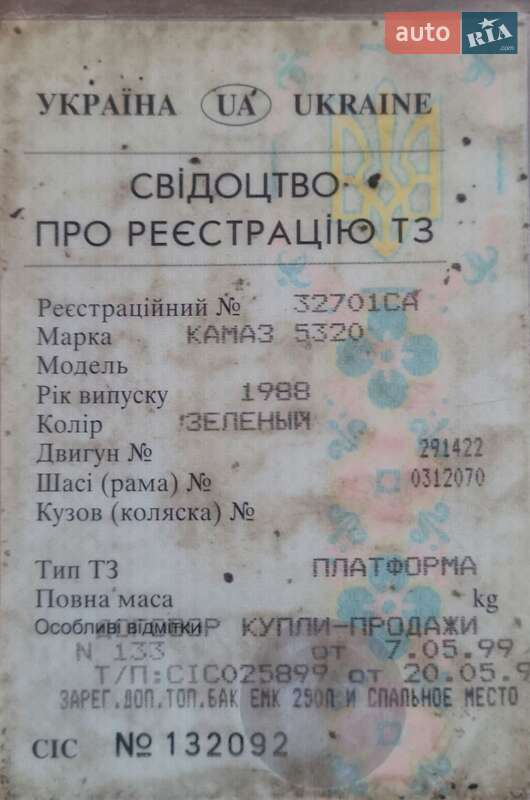 auto RIA .com
УКРАЇНА UA UKRAINE
СВІДОЦТВО
ПРО РЕЄСТРАЦІЮ ТЗ
Реєстраційний № 32701СА
Марка КАМАЗ 5320
Модель
Рік випуску 1988
Колір ЗЕЛЕНЫЙ
Двигун № 291422
Шасі (рама) № 0312070
Кузов (коляска) №
Тип ТЗ ПЛАТФОРМА
Повна маса kg
Особливі відмітки КУПЛИ-ПРОДАЖИ
N 133 от 7.05.99
Т/П:СІС025899 от 20.05.9
ЗАРЕГ.ДОП.ТОП.БАК ЕМК 250Л И СПАЛЬНОЕ МЕСТО
СІС № 132092